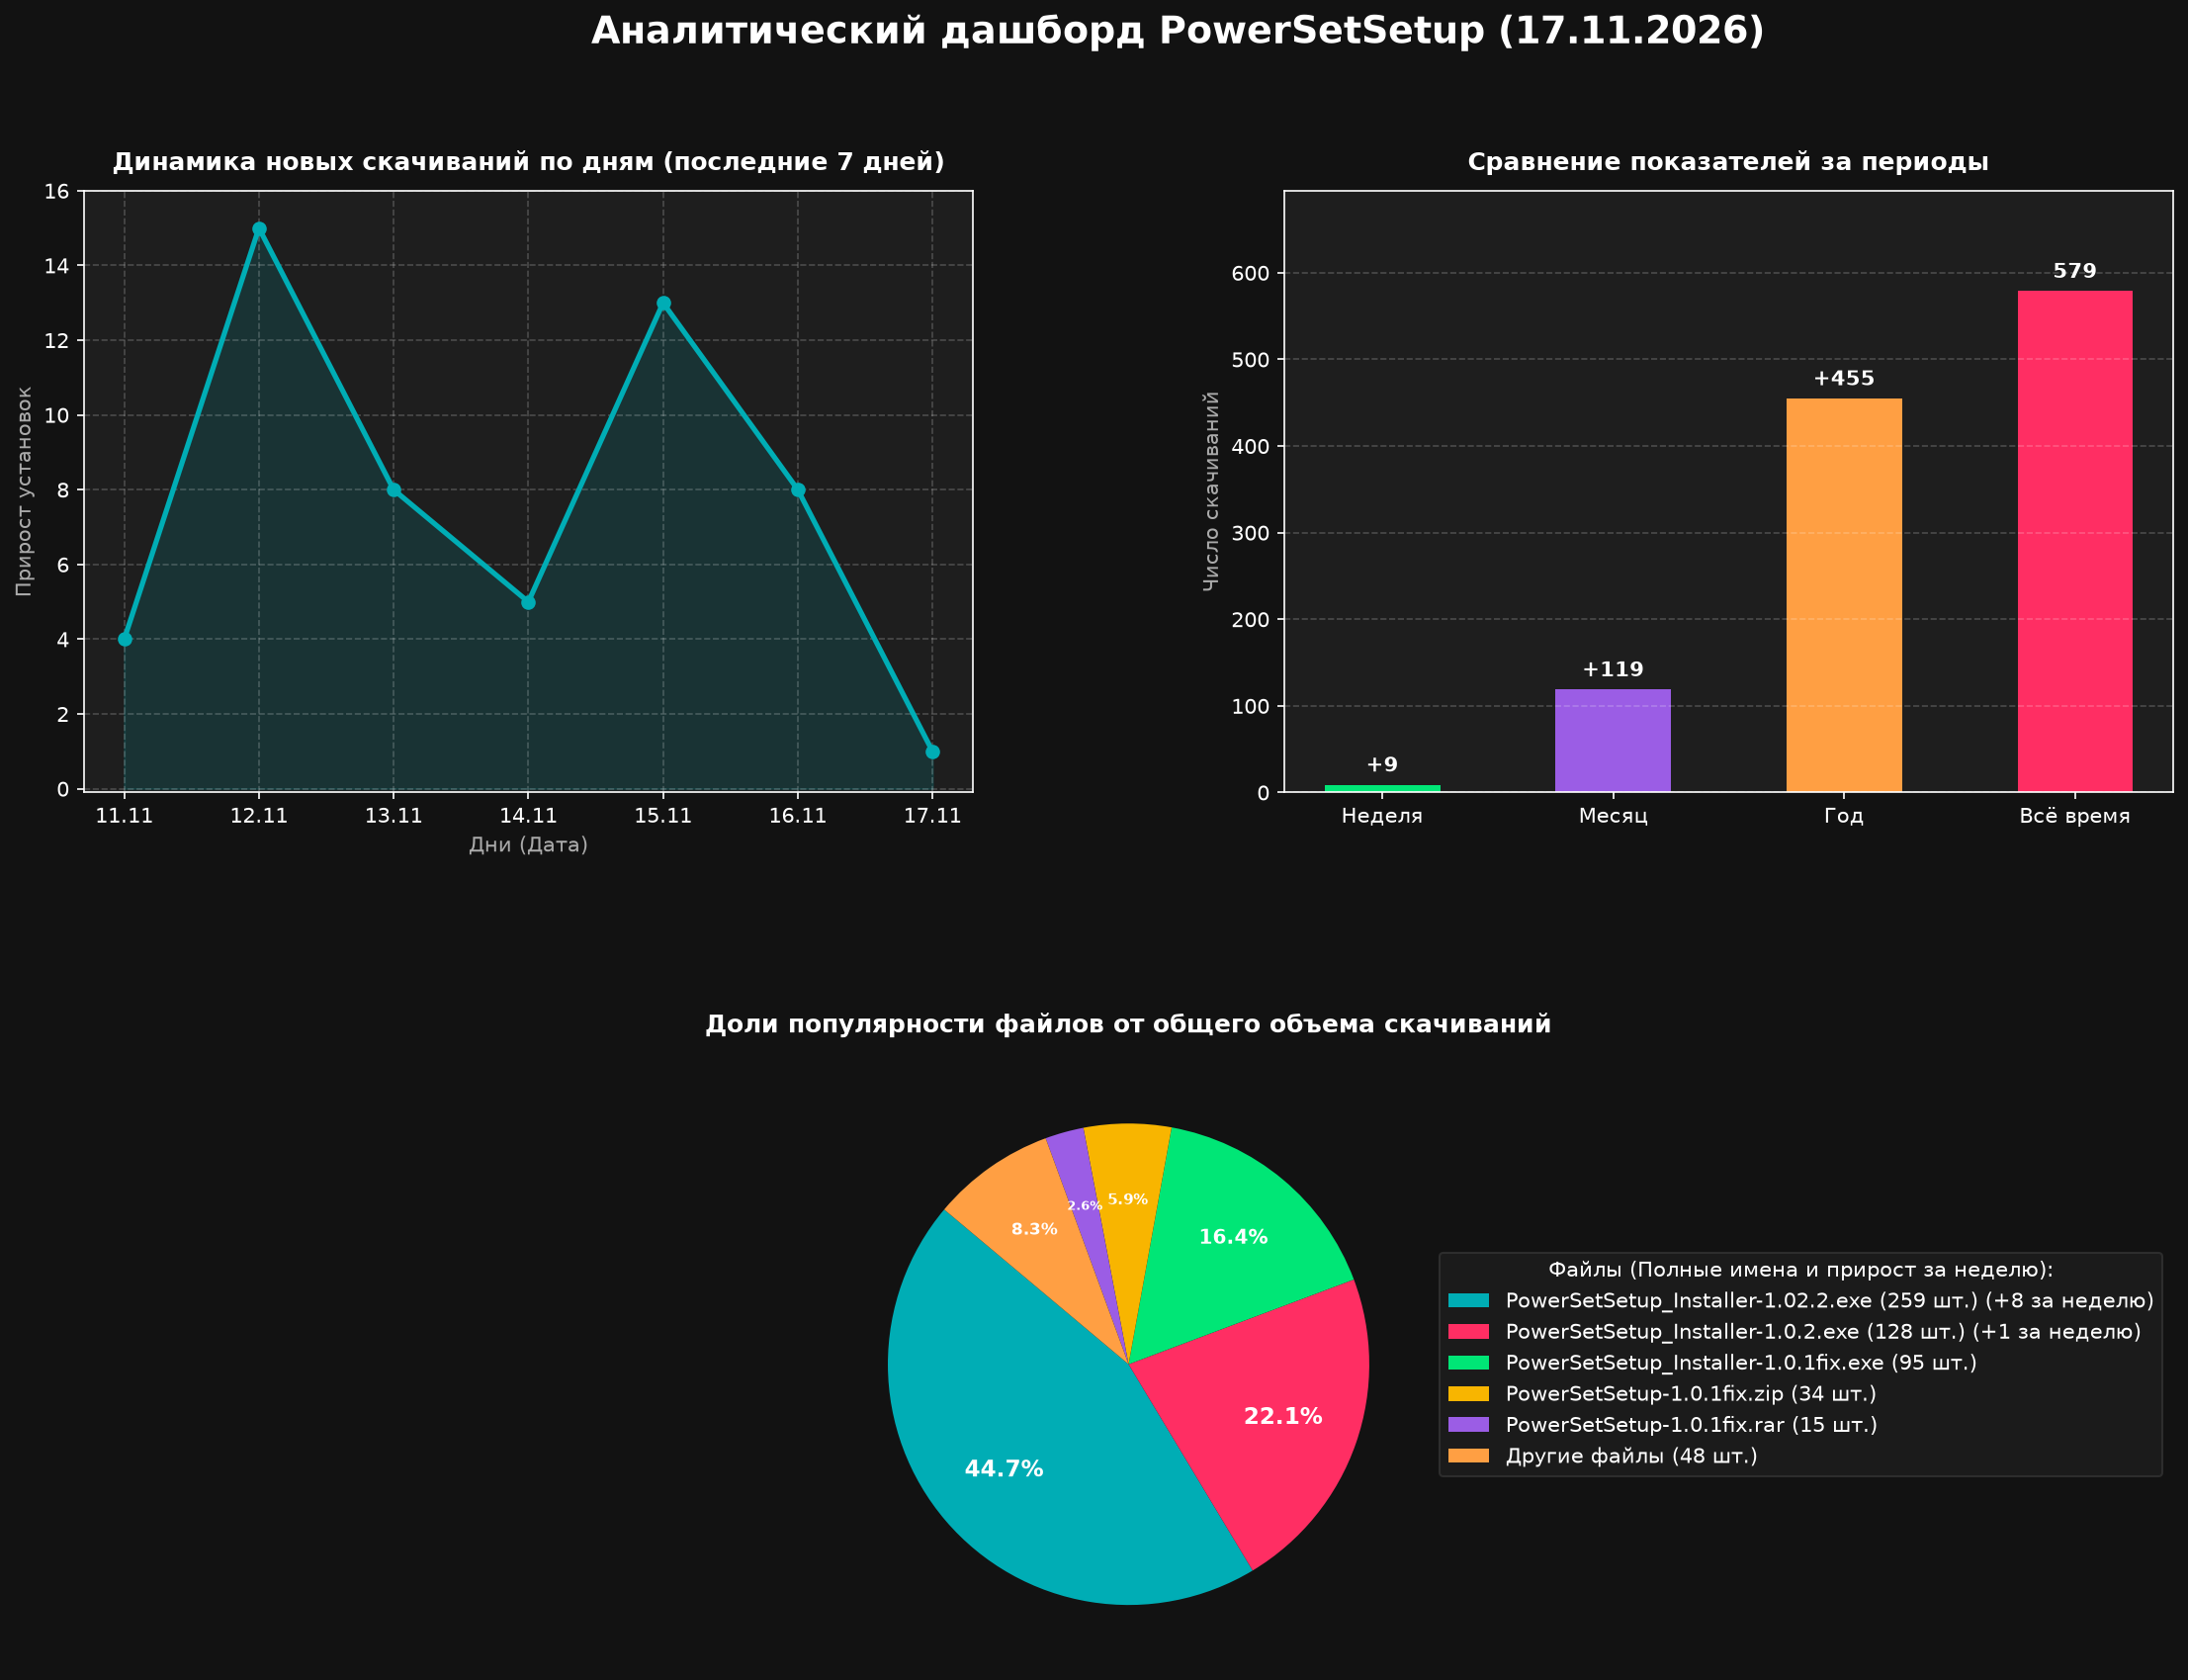 Аналитический дашборд PowerSetSetup (17.11.2026)
Динамика новых скачиваний по дням (последние 7 дней)
Прирост установок
16
14
12
10
8
6
4
2
0
11.11 12.11 13.11 14.11 15.11 16.11 17.11
Дни (Дата)
Сравнение показателей за периоды
Число скачиваний
600
500
400
300
200
100
0
+9
+119
+455
579
Неделя Месяц Год Всё время
Доли популярности файлов от общего объема скачиваний
44.7%
22.1%
16.4%
5.9%
2.6%
8.3%
Файлы (Полные имена и прирост за неделю):
PowerSetSetup_Installer-1.02.2.exe (259 шт.) (+8 за неделю)
PowerSetSetup_Installer-1.0.2.exe (128 шт.) (+1 за неделю)
PowerSetSetup_Installer-1.0.1fix.exe (95 шт.)
PowerSetSetup-1.0.1fix.zip (34 шт.)
PowerSetSetup-1.0.1fix.rar (15 шт.)
Другие файлы (48 шт.)